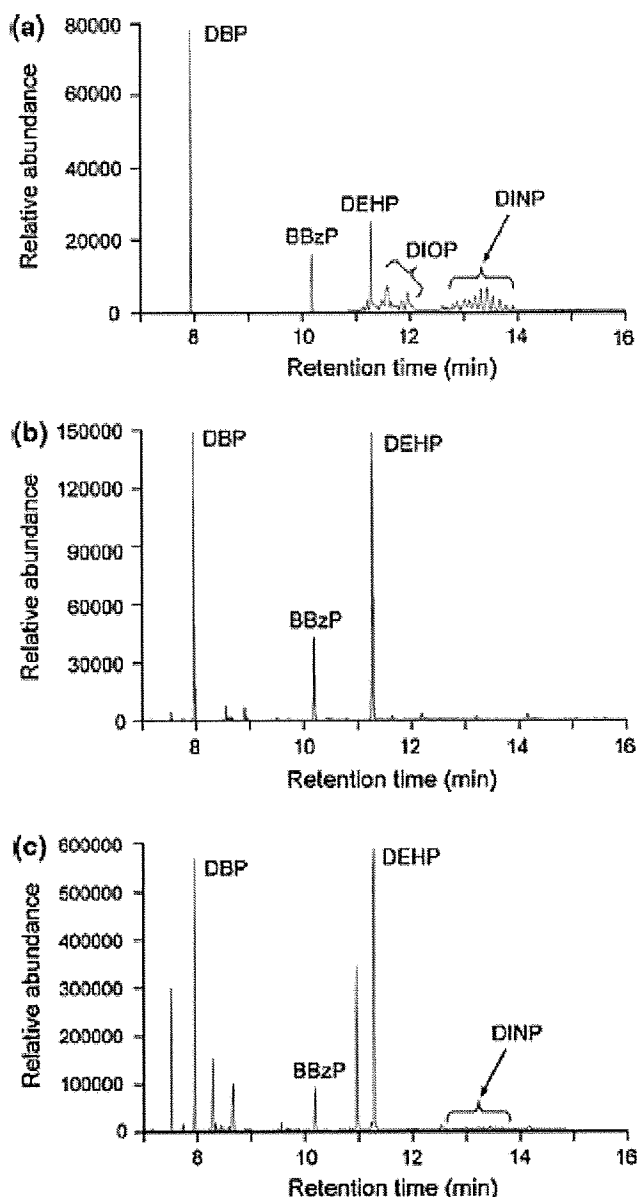 (a)
80000
DBP
60000
Relative abundance
40000
DEHP
DINP
20000
BBzP
DIOP
0
8
10
12
14
16
Retention time (min)
(b)
150000
DBP
DEHP
120000
Relative abundance
90000
60000
BBzP
30000
0
8
10
12
14
16
Retention time (min)
(c)
600000
DBP
DEHP
500000
Relative abundance
400000
300000
200000
DINP
100000
BBzP
0
8
10
12
14
16
Retention time (min)